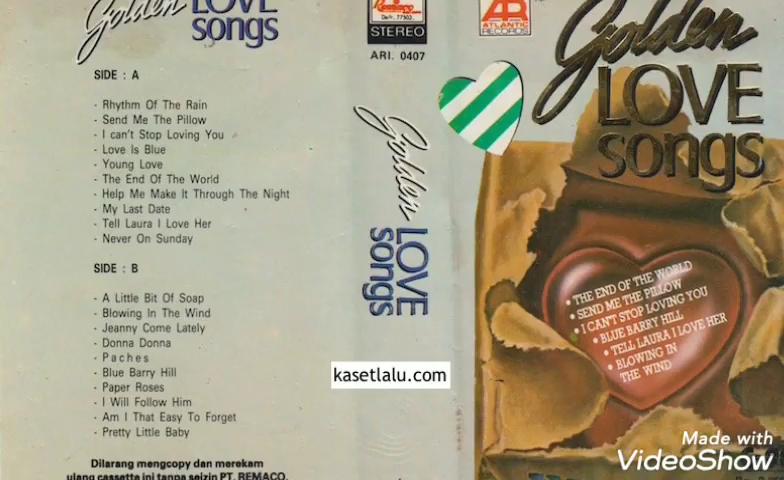 Golden
LOVE
songs
SIDE : A
- Rhythm Of The Rain
- Send Me The Pillow
- I can't Stop Loving You
- Love Is Blue
- Young Love
- The End Of The World
- Help Me Make It Through The Night
- My Last Date
- Tell Laura I Love Her
- Never On Sunday
SIDE : B
- A Little Bit Of Soap
- Blowing In The Wind
- Jeanny Come Lately
- Donna Donna
- Paches
- Blue Barry Hill
- Paper Roses
- I Will Follow Him
- Am I That Easy To Forget
- Pretty Little Baby
Dilarang mengcopy dan merekam
ulang cassette ini tanpa seizin PT. REMACO.
Remaco
Daftr. 77503.
STEREO
ARI. 0407
Golden
LOVE
songs
kasetlalu.com
AR
ATLANTIC
RECORDS
Golden
LOVE
songs
• THE END OF THE WORLD
• SEND ME THE PILLOW
• I CAN'T STOP LOVING YOU
• BLUE BARRY HILL
• TELL LAURA I LOVE HER
• BLOWING IN
THE WIND
Made with
VideoShow